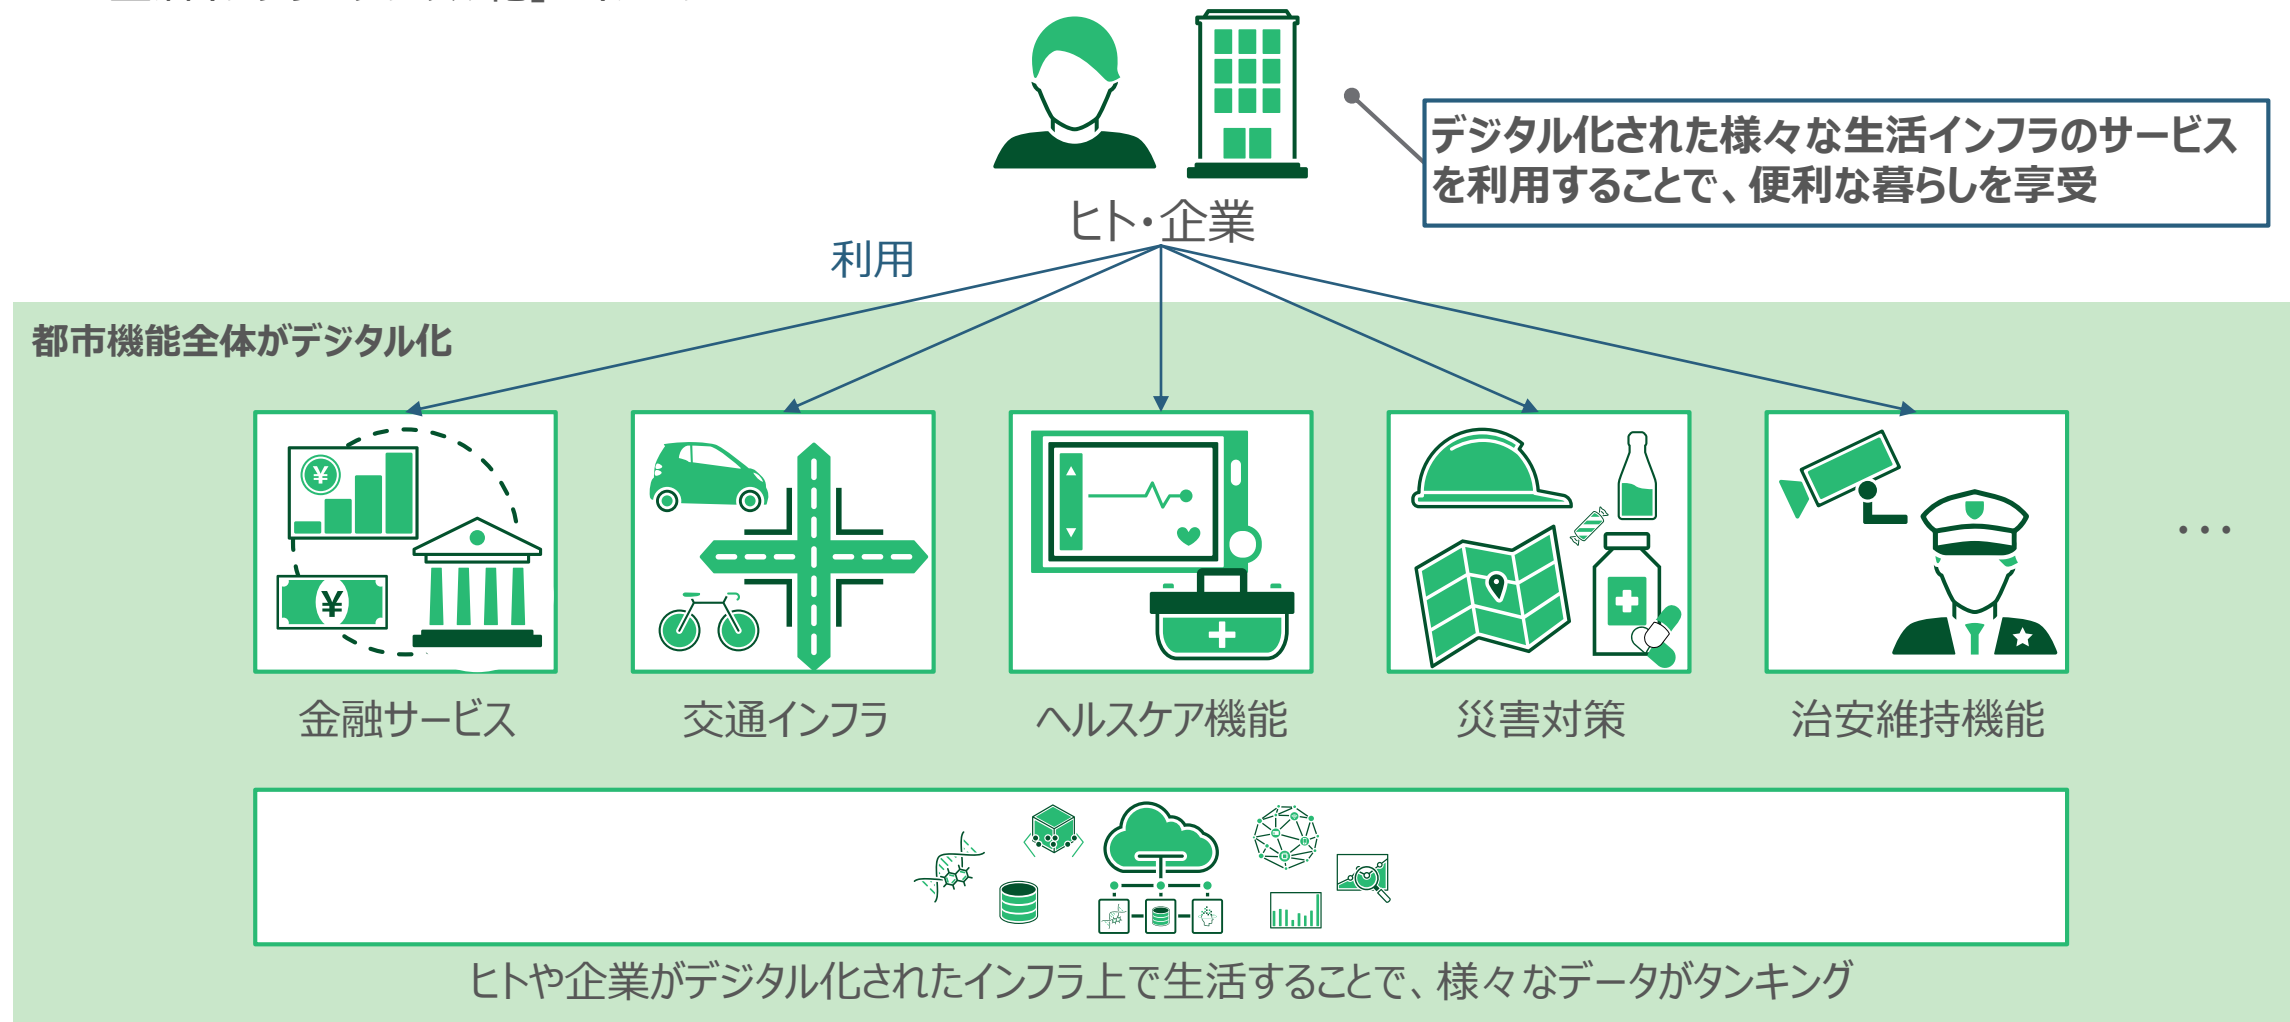 デジタル化された様々な生活インフラのサービス
を利用することで、便利な暮らしを享受
ヒト・企業
利用
都市機能全体がデジタル化
¥
¥
金融サービス
交通インフラ
ヘルスケア機能
災害対策
治安維持機能
・・・
ヒトや企業がデジタル化されたインフラ上で生活することで、様々なデータがタンキング